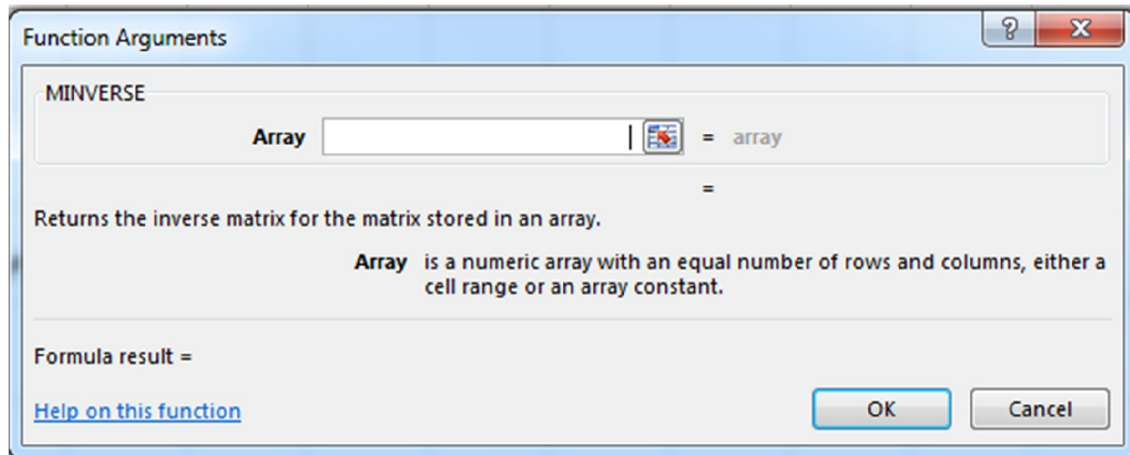 Function Arguments
MINVERSE
Array = array
=
Returns the inverse matrix for the matrix stored in an array.
Array is a numeric array with an equal number of rows and columns, either a
cell range or an array constant.
Formula result =
Help on this function
OK Cancel